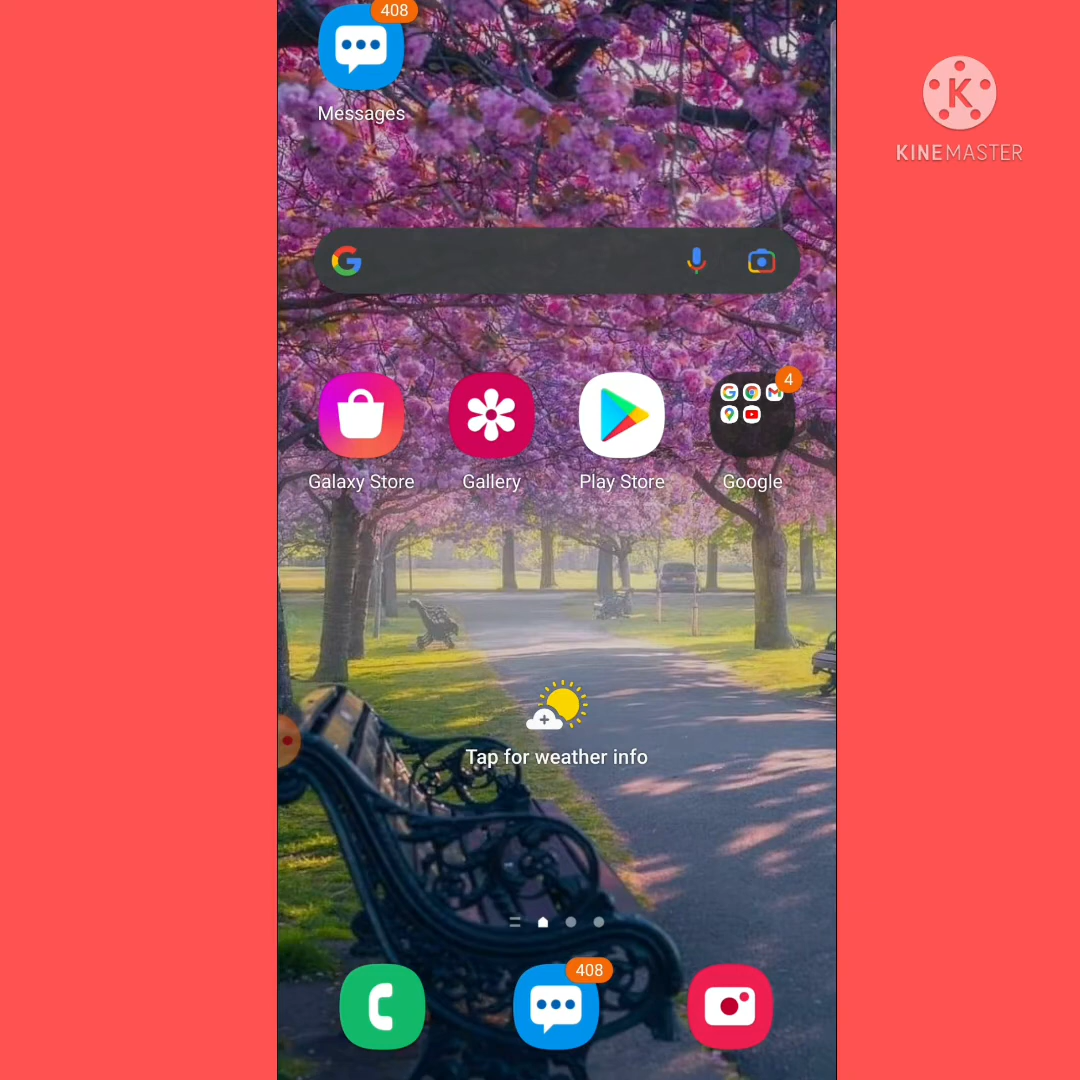 408
Messages
KINEMASTER
4
Galaxy Store
Gallery
Play Store
Google
Tap for weather info
408